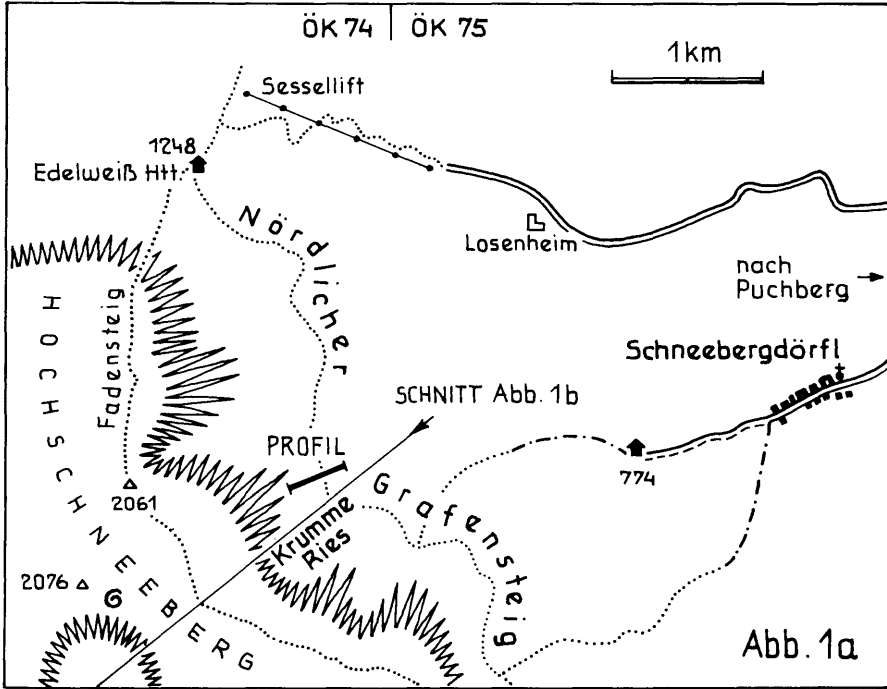 ÖK 74 ÖK 75
1km
Sessellift
1248
Edelweiß Htt.
Losenheim
nach
Puchberg
Nördlicher
Fadensteig
HOCHSCHNEEBERG
Schneebergdörfl
SCHNITT Abb. 1b
PROFIL
774
2061
Grafensteig
Krumme
Ries
2076
Abb. 1a